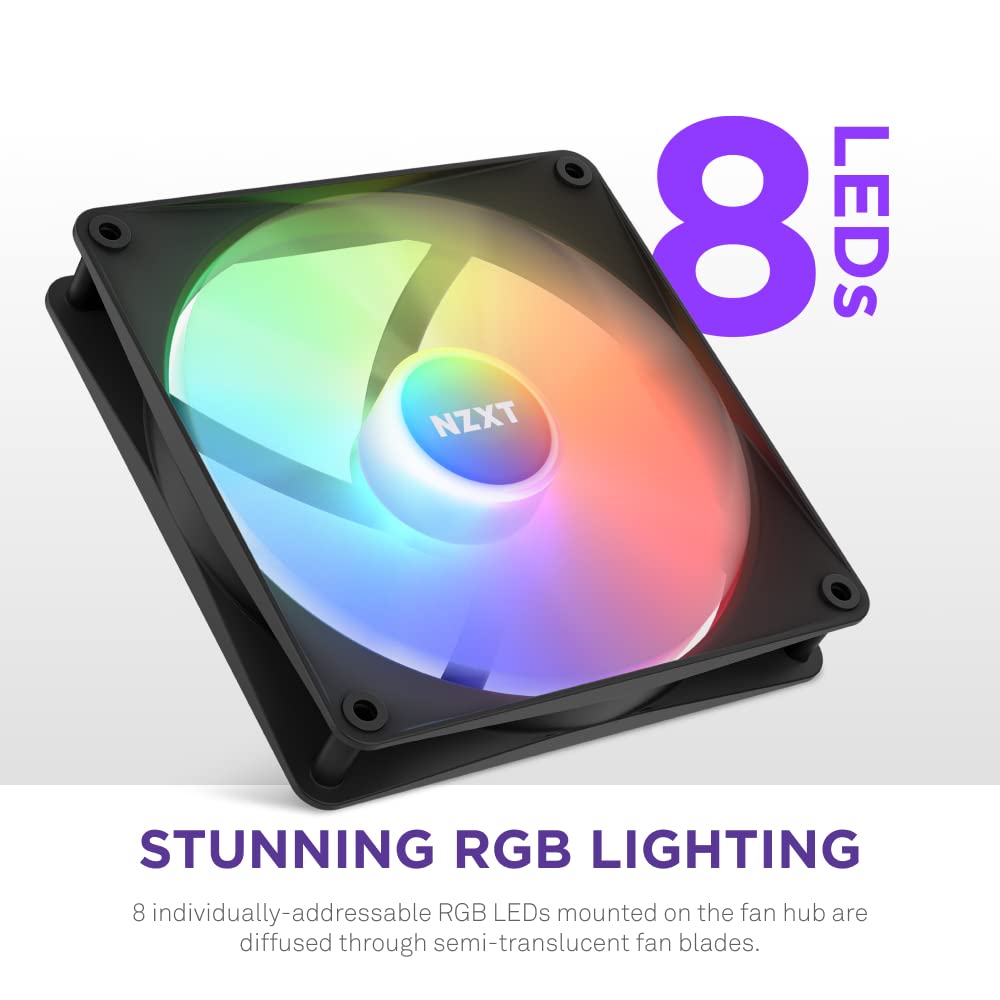 8
LEDs
NZXT
STUNNING RGB LIGHTING
8 individually-addressable RGB LEDs mounted on the fan hub are
diffused through semi-translucent fan blades.